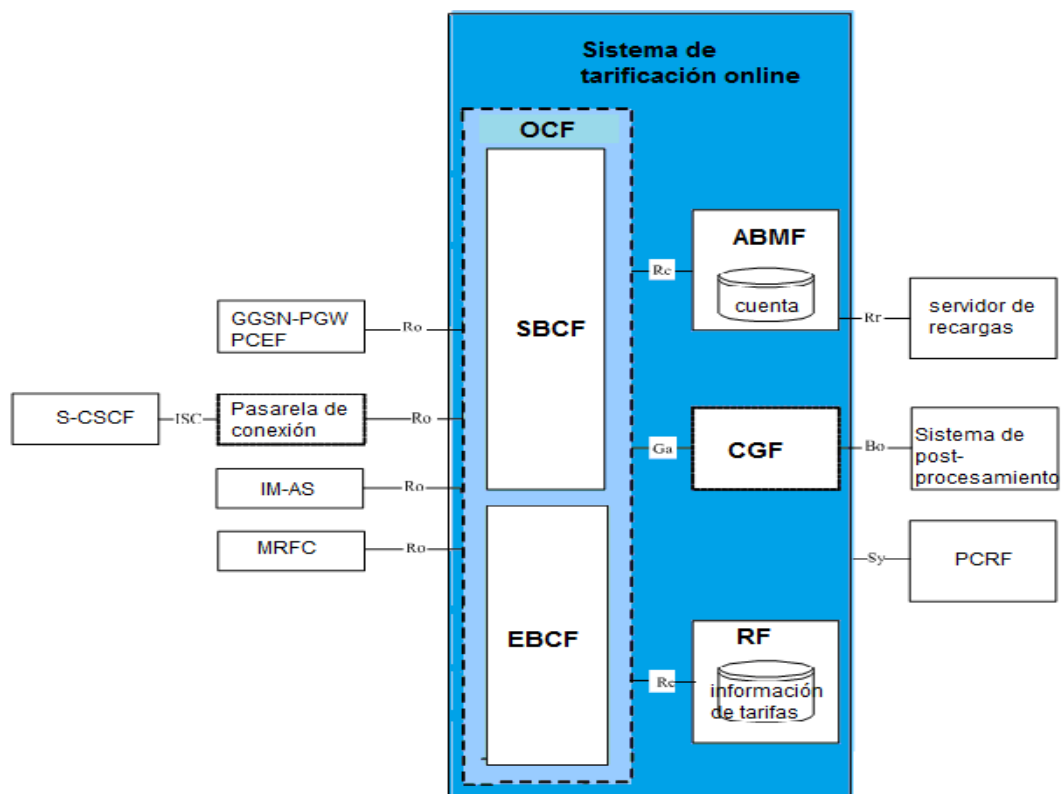 Sistema de
tarificación online
OCF
SBCF
EBCF
Rc
ABMF
cuenta
Rr
servidor de
recargas
GGSN-PGW
PCEF
Ro
S-CSCF
ISC
Pasarela de
conexión
Ro
IM-AS
Ro
MRFC
Ro
Ga
CGF
Bo
Sistema de
post-
procesamiento
Sy
PCRF
Re
RF
información
de tarifas